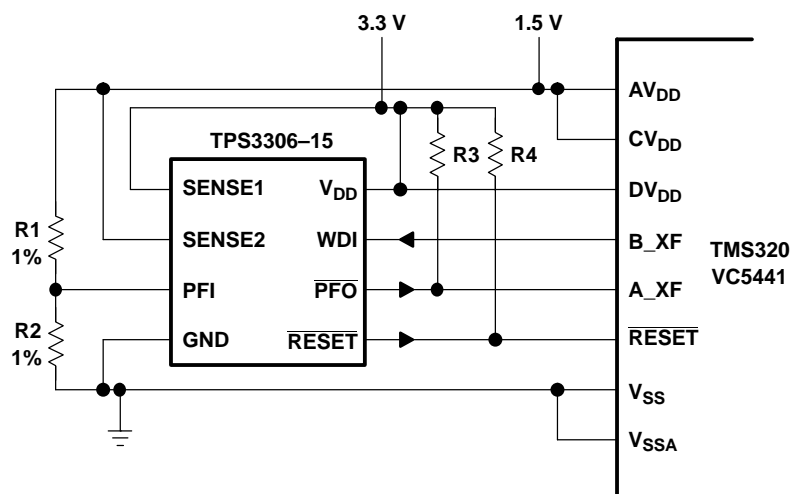 3.3 V
1.5 V
TPS3306–15
SENSE1
SENSE2
PFI
GND
VDD
WDI
PFO
RESET
R1
1%
R2
1%
R3
R4
AVDD
CVDD
DVDD
B_XF
A_XF
RESET
VSS
VSSA
TMS320
VC5441